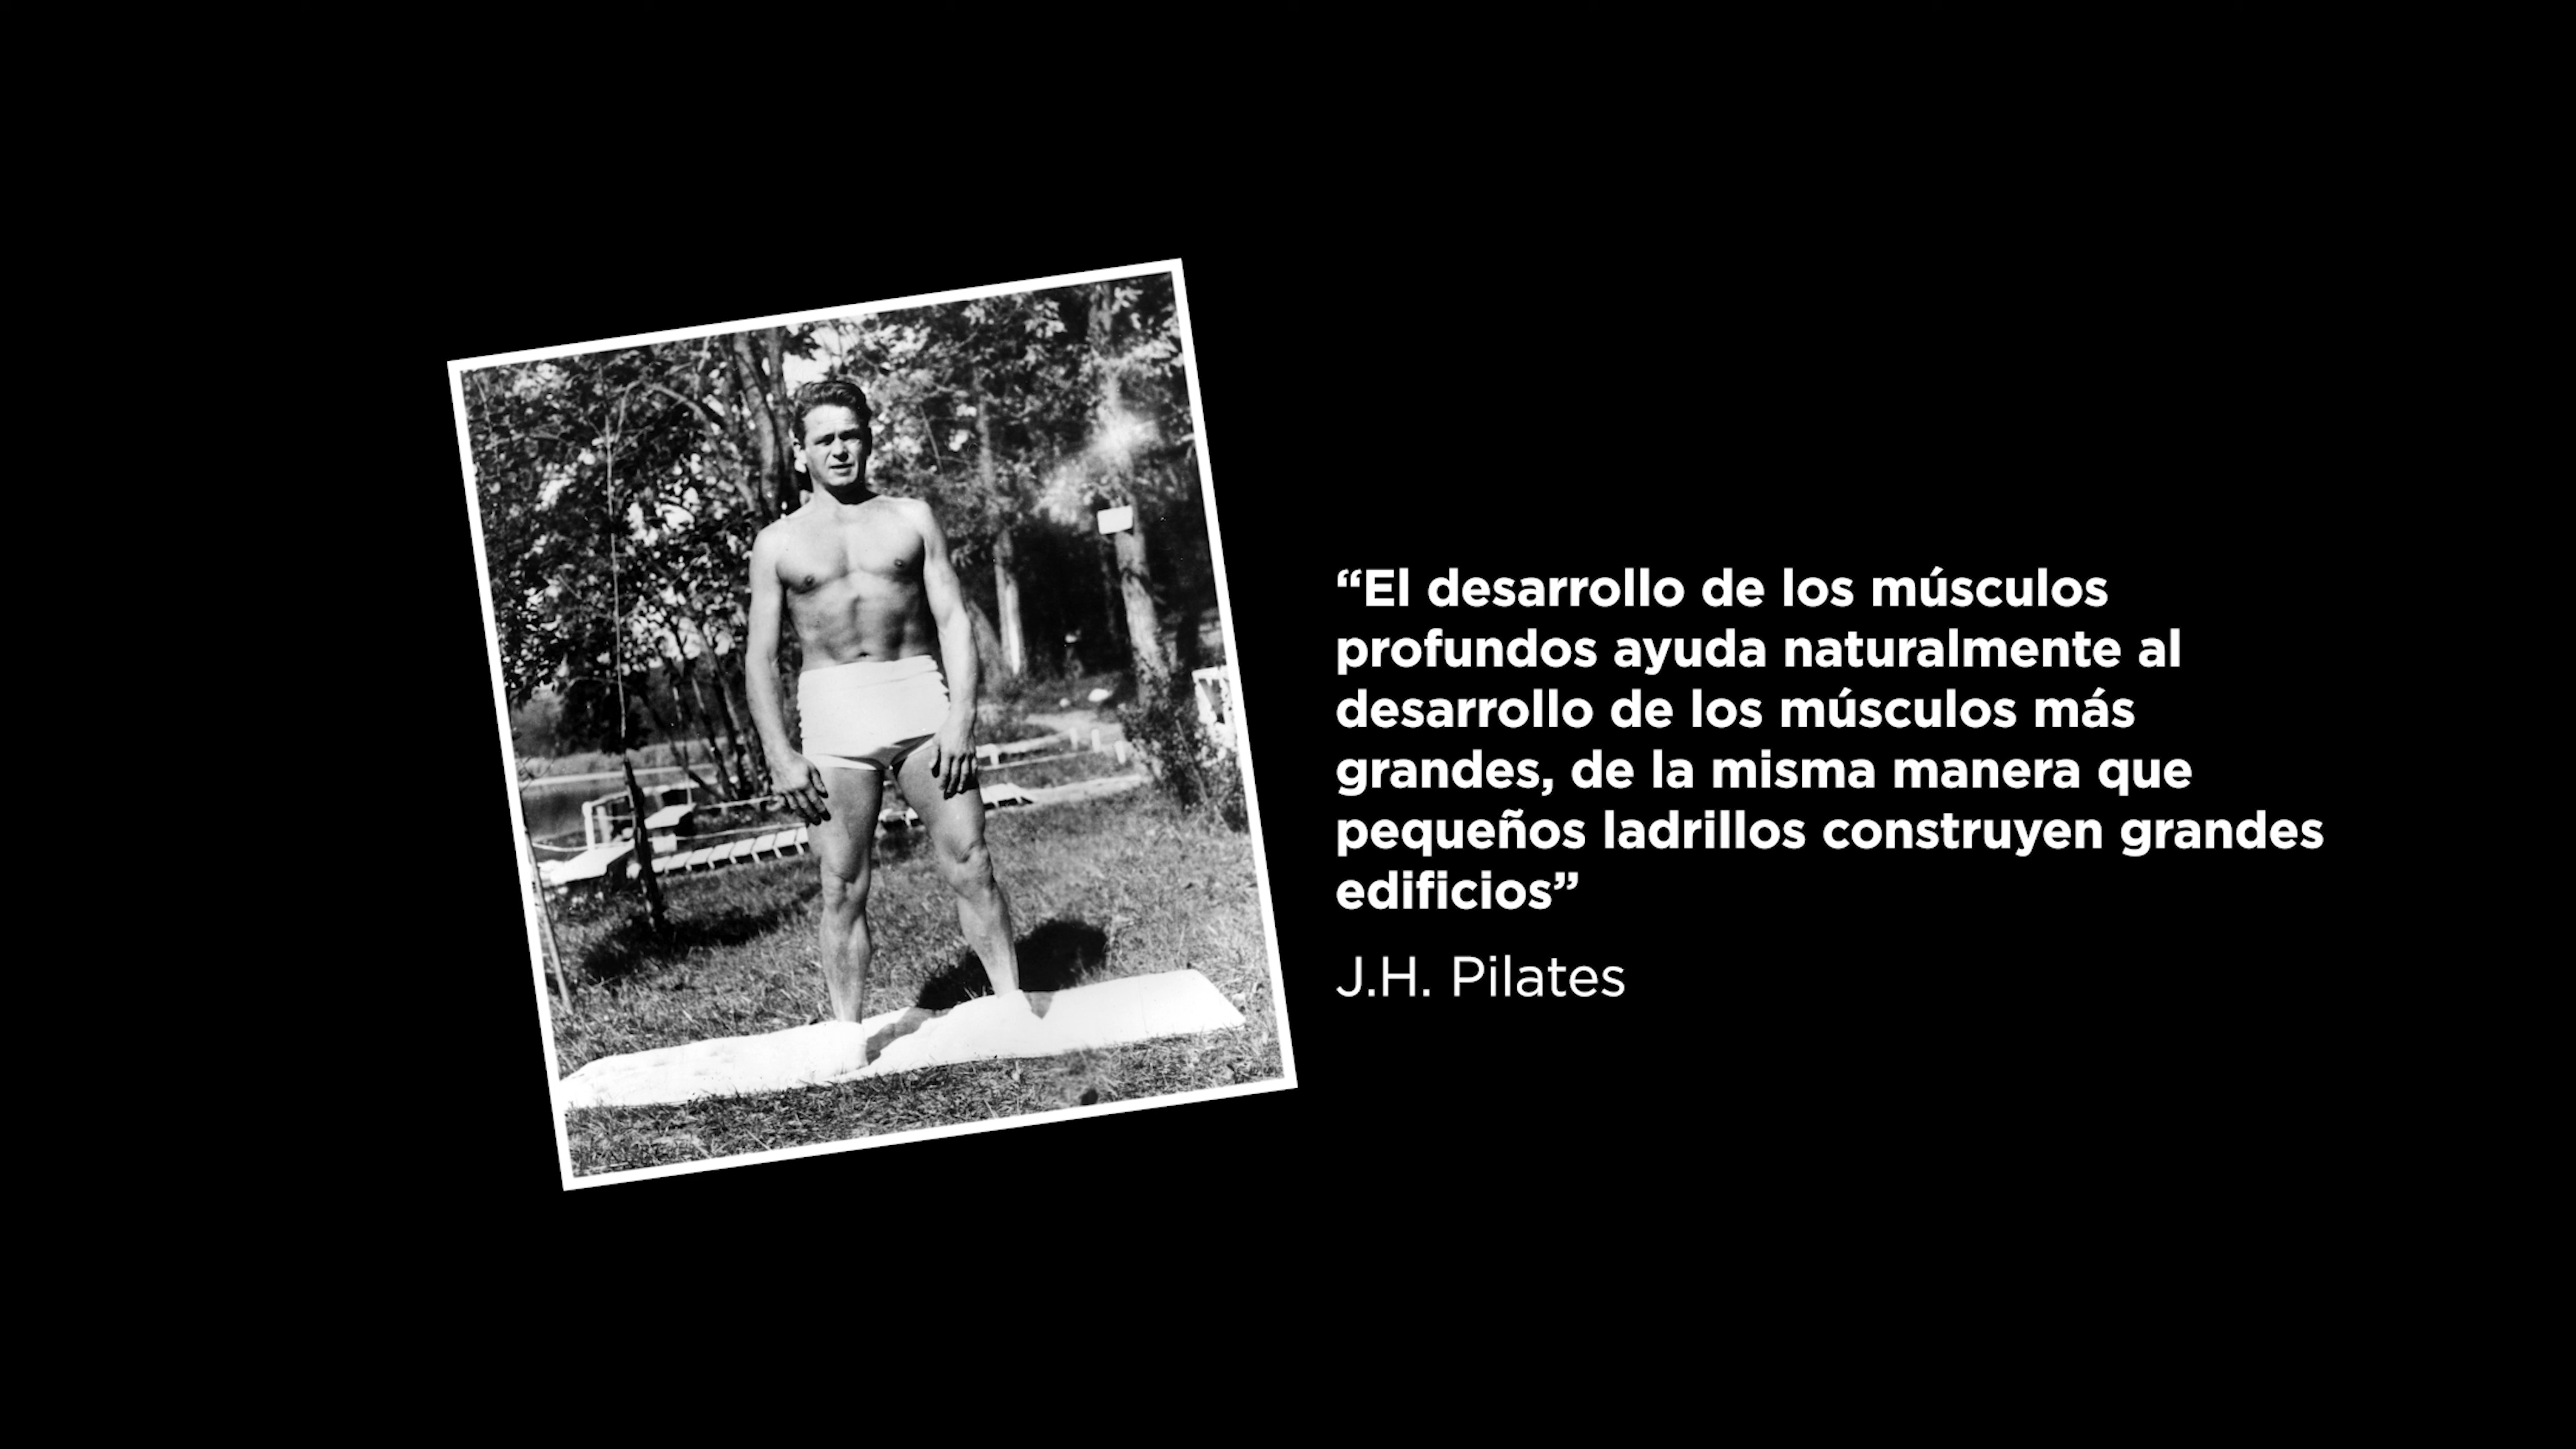 “El desarrollo de los músculos
profundos ayuda naturalmente al
desarrollo de los músculos más
grandes, de la misma manera que
pequeños ladrillos construyen grandes
edificios”
J.H. Pilates